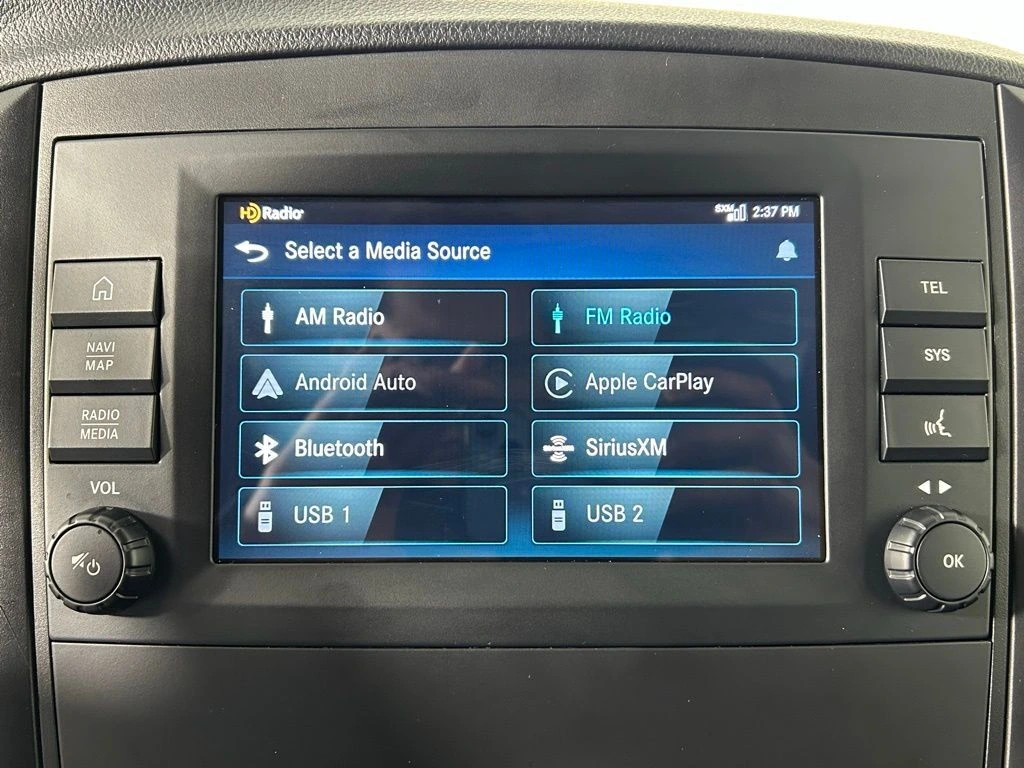 HD Radio
SXM 2:37 PM
Select a Media Source
AM Radio
FM Radio
Android Auto
Apple CarPlay
Bluetooth
SiriusXM
USB 1
USB 2
NAVI
MAP
RADIO
MEDIA
VOL
TEL
SYS
OK